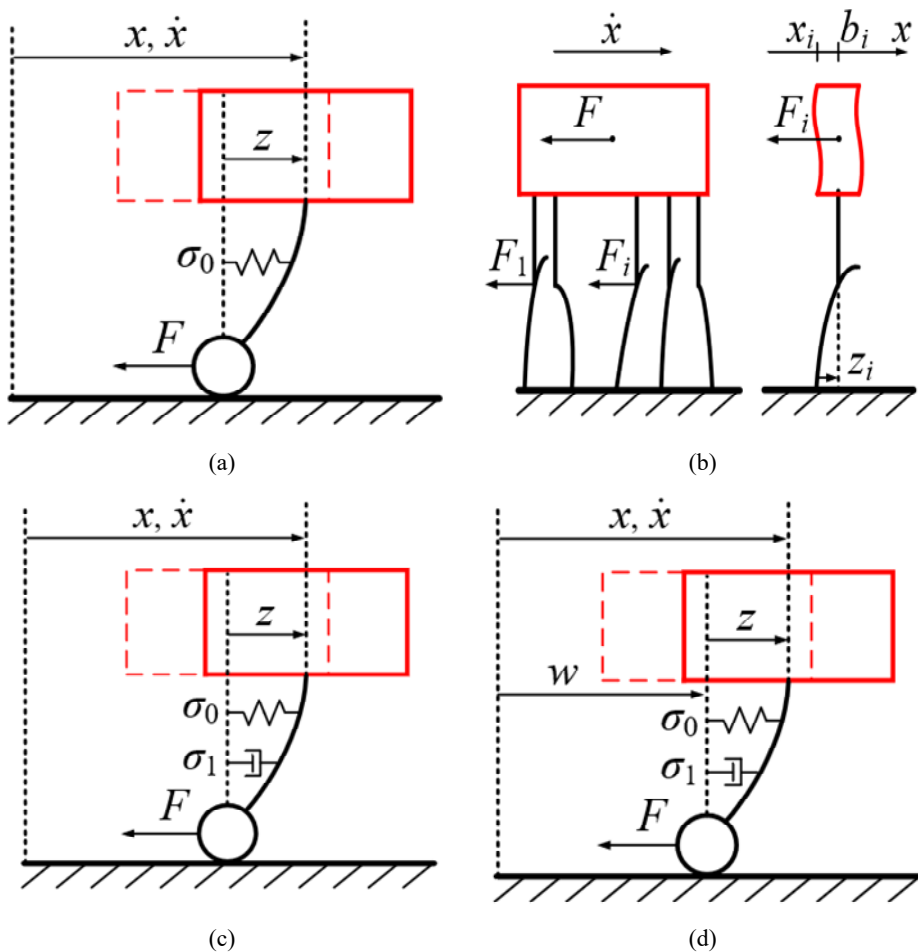 x, ẋ
z
σ₀
F
(a)
ẋ
xᵢ bᵢ x
F
Fᵢ
F₁
Fᵢ
zᵢ
(b)
x, ẋ
z
σ₀
σ₁
F
(c)
x, ẋ
z
w
σ₀
σ₁
F
(d)